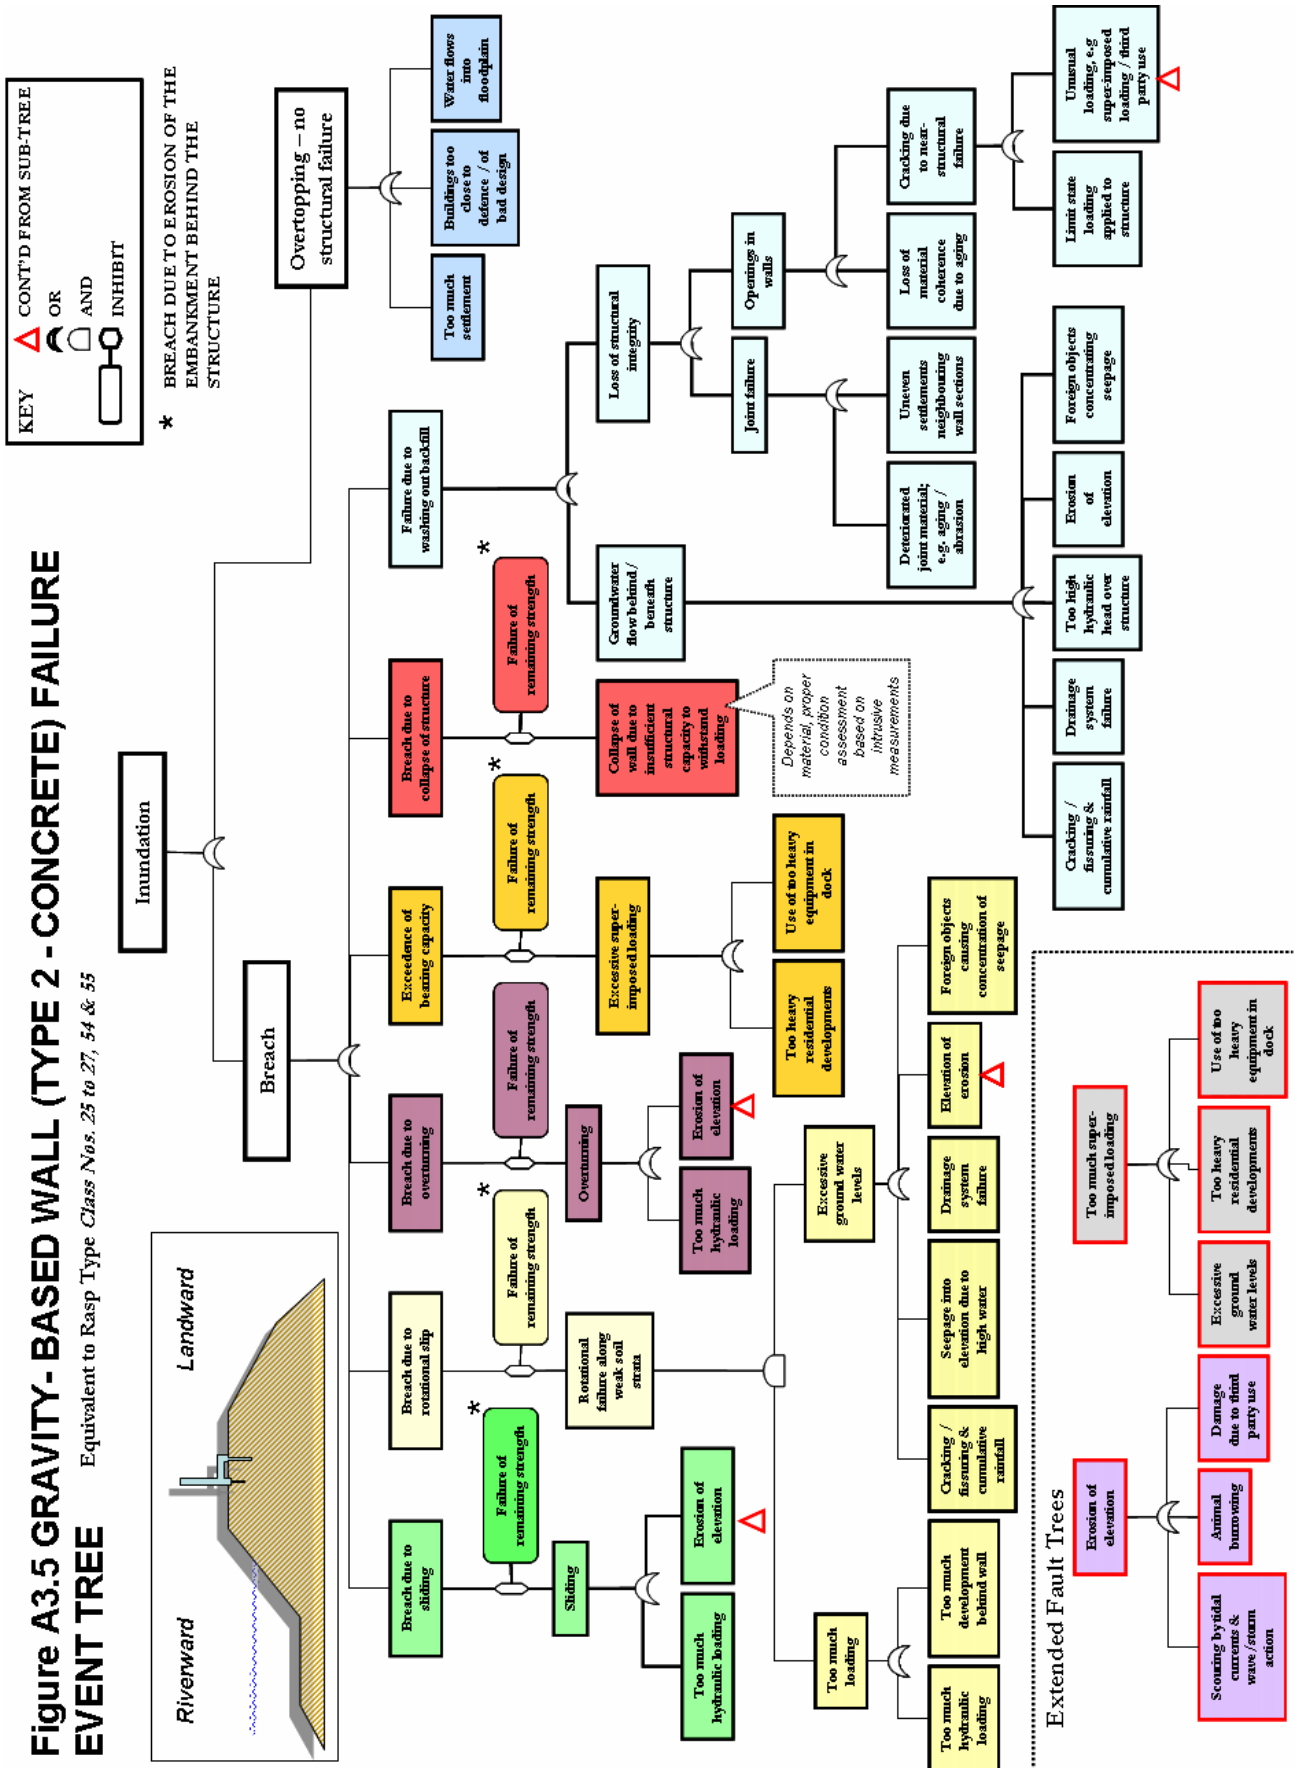 Figure A3.5 GRAVITY- BASED WALL (TYPE 2 - CONCRETE) FAILURE
EVENT TREE
Equivalent to Rasp Type Class Nos. 25 to 27, 54 & 55
KEY
CONT'D FROM SUB-TREE
OR
AND
INHIBIT
* BREACH DUE TO EROSION OF THE
EMBANKMENT BEHIND THE
STRUCTURE
Riverward
Landward
Inundation
Breach
Overtopping – no
structural failure
Too much
settlement
Buildings too
close to
defence / of
bad design
Water flows
into
floodplain
Breach due to
sliding
Breach due to
rotational slip
Breach due to
overturning
Exceedence of
bearing capacity
Breach due to
collapse of structure
Failure due to
washing out backfill
*
Failure of
remaining strength
*
Failure of
remaining strength
Failure of
remaining strength
*
Failure of
remaining strength
*
Failure of
remaining strength
Sliding
Rotational
failure along
weak soil
strata
Overturning
Excessive super-
imposed loading
Collapse of
wall due to
insufficient
structural
capacity to
withstand
loading
Groundwater
flow behind /
beneath
structure
Loss of structural
integrity
Too much
hydraulic loading
Erosion of
elevation
Too much
hydraulic
loading
Erosion of
elevation
Too heavy
residential
developments
Use of too heavy
equipment in
dock
Depends on
material, proper
condition
assessment
based on
intrusive
measurements
Joint failure
Openings in
walls
Deteriorated
joint material;
e.g. aging /
abrasion
Uneven
settlements
neighbouring
wall sections
Loss of
material
coherence
due to aging
Cracking due
to near-
structural
failure
Limit state
loading
applied to
structure
Unusual
loading, e.g
super-imposed
loading / third
party use
Too much
loading
Excessive
ground water
levels
Too much
hydraulic
loading
Too much
development
behind wall
Cracking /
fissuring &
cumulative
rainfall
Seepage into
elevation due to
high water
Drainage
system
failure
Elevation of
erosion
Foreign objects
causing
concentration of
seepage
Cracking /
fissuring &
cumulative rainfall
Drainage
system
failure
Too high
hydraulic
head over
structure
Erosion
of
elevation
Foreign objects
concentrating
seepage
Extended Fault Trees
Erosion of
elevation
Too much super-
imposed loading
Scouring by tidal
currents &
wave / storm
action
Animal
burrowing
Damage
due to third
party use
Excessive
ground
water levels
Too heavy
residential
developments
Use of too
heavy
equipment in
dock